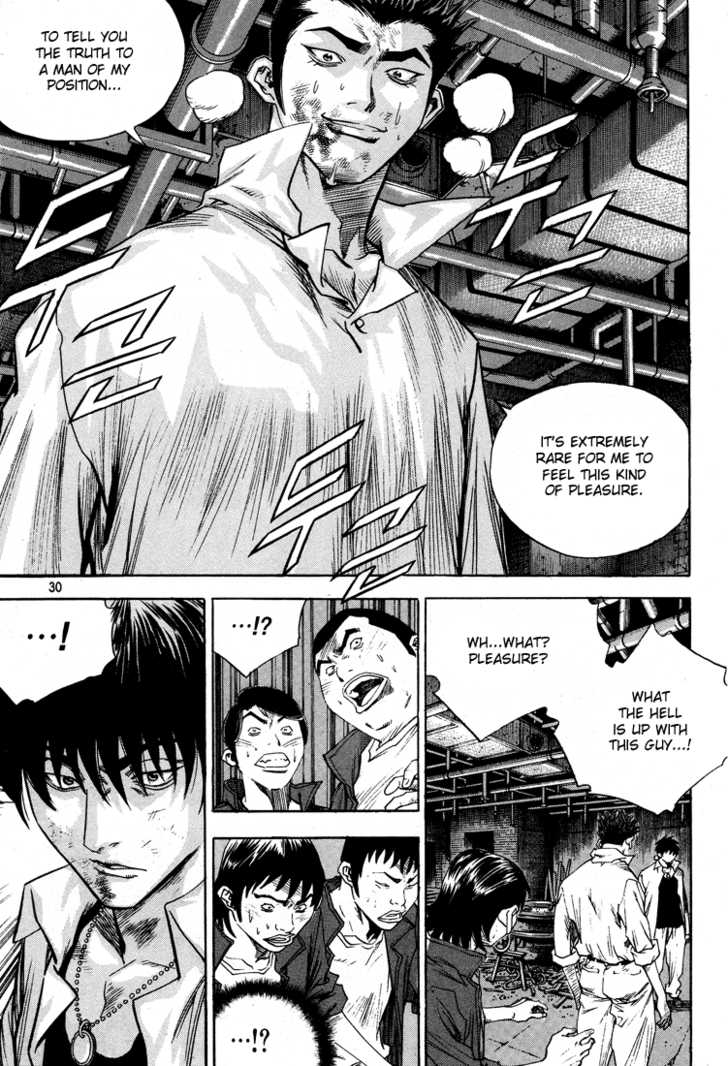 TO TELL YOU
THE TRUTH TO
A MAN OF MY
POSITION...
IT'S EXTREMELY
RARE FOR ME TO
FEEL THIS KIND
OF PLEASURE.
30
WH...WHAT?
PLEASURE?
WHAT
THE HELL
IS UP WITH
THIS GUY...!
...!?
...!?
...!